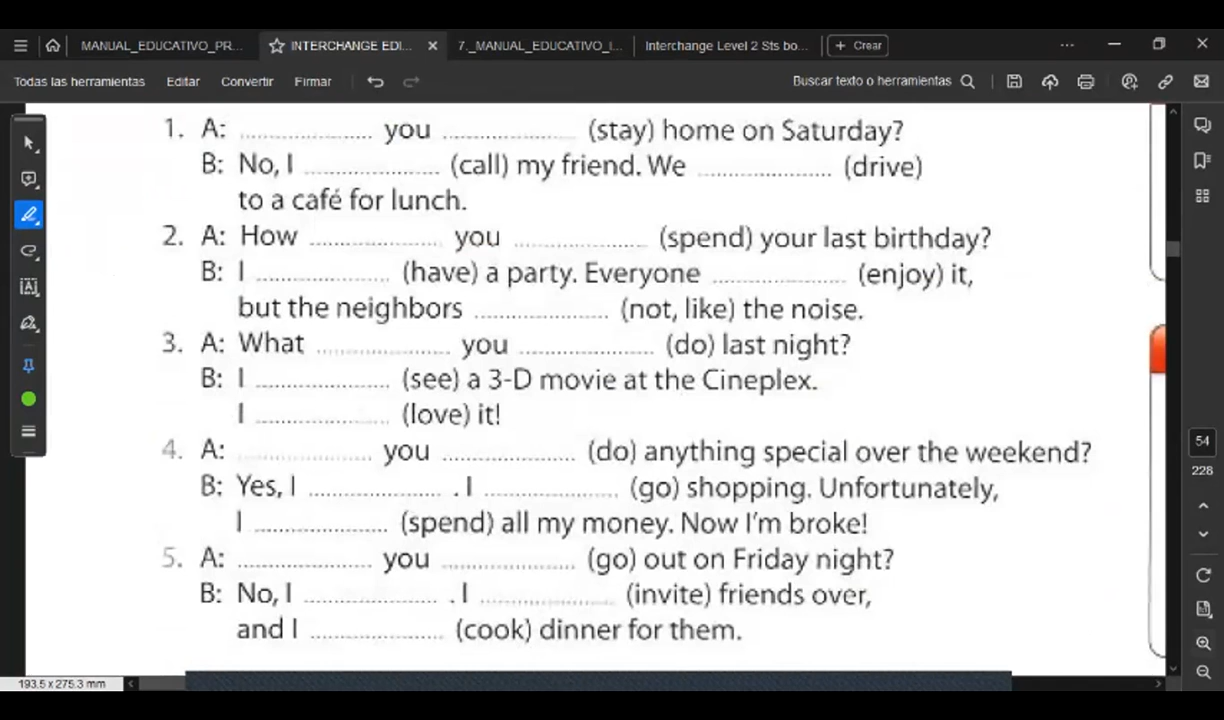 MANUAL_EDUCATIVO_PR... INTERCHANGE EDI... 7._MANUAL_EDUCATIVO_I... Interchange Level 2 Sts bo... + Crear
Todas las herramientas Editar Convertir Firmar Buscar texto o herramientas
1. A: .................... you .................... (stay) home on Saturday?
B: No, I .................... (call) my friend. We .................... (drive)
to a café for lunch.
2. A: How .................... you .................... (spend) your last birthday?
B: I .................... (have) a party. Everyone .................... (enjoy) it,
but the neighbors .................... (not, like) the noise.
3. A: What .................... you .................... (do) last night?
B: I .................... (see) a 3-D movie at the Cineplex.
I .................... (love) it!
4. A: .................... you .................... (do) anything special over the weekend?
B: Yes, I .................... . I .................... (go) shopping. Unfortunately,
I .................... (spend) all my money. Now I'm broke!
5. A: .................... you .................... (go) out on Friday night?
B: No, I .................... . I .................... (invite) friends over,
and I .................... (cook) dinner for them.
54
228
193.5 x 275.3 mm